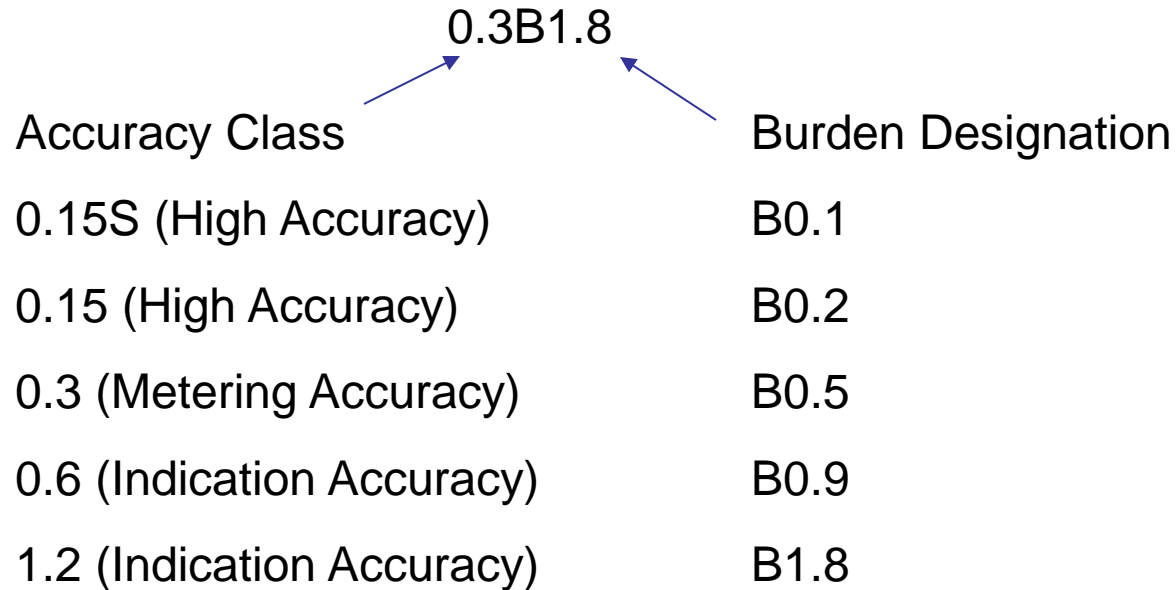 0.3B1.8
Accuracy Class Burden Designation
0.15S (High Accuracy) B0.1
0.15 (High Accuracy) B0.2
0.3 (Metering Accuracy) B0.5
0.6 (Indication Accuracy) B0.9
1.2 (Indication Accuracy) B1.8